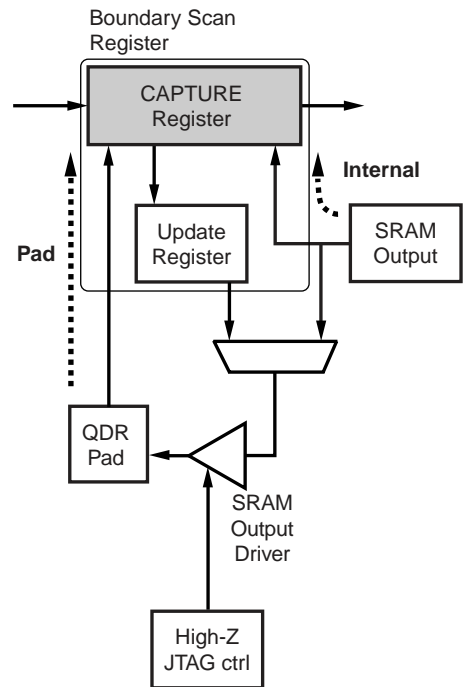 Boundary Scan
Register
CAPTURE
Register
Internal
Pad
Update
Register
SRAM
Output
QDR
Pad
SRAM
Output
Driver
High-Z
JTAG ctrl